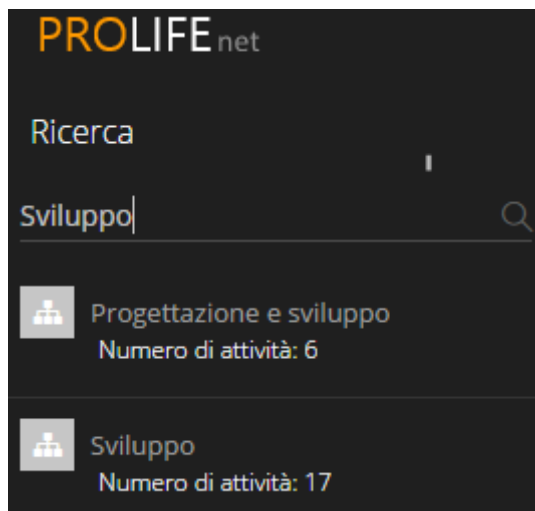 PROLIFE net
Ricerca
Sviluppo
Progettazione e sviluppo
Numero di attività: 6
Sviluppo
Numero di attività: 17